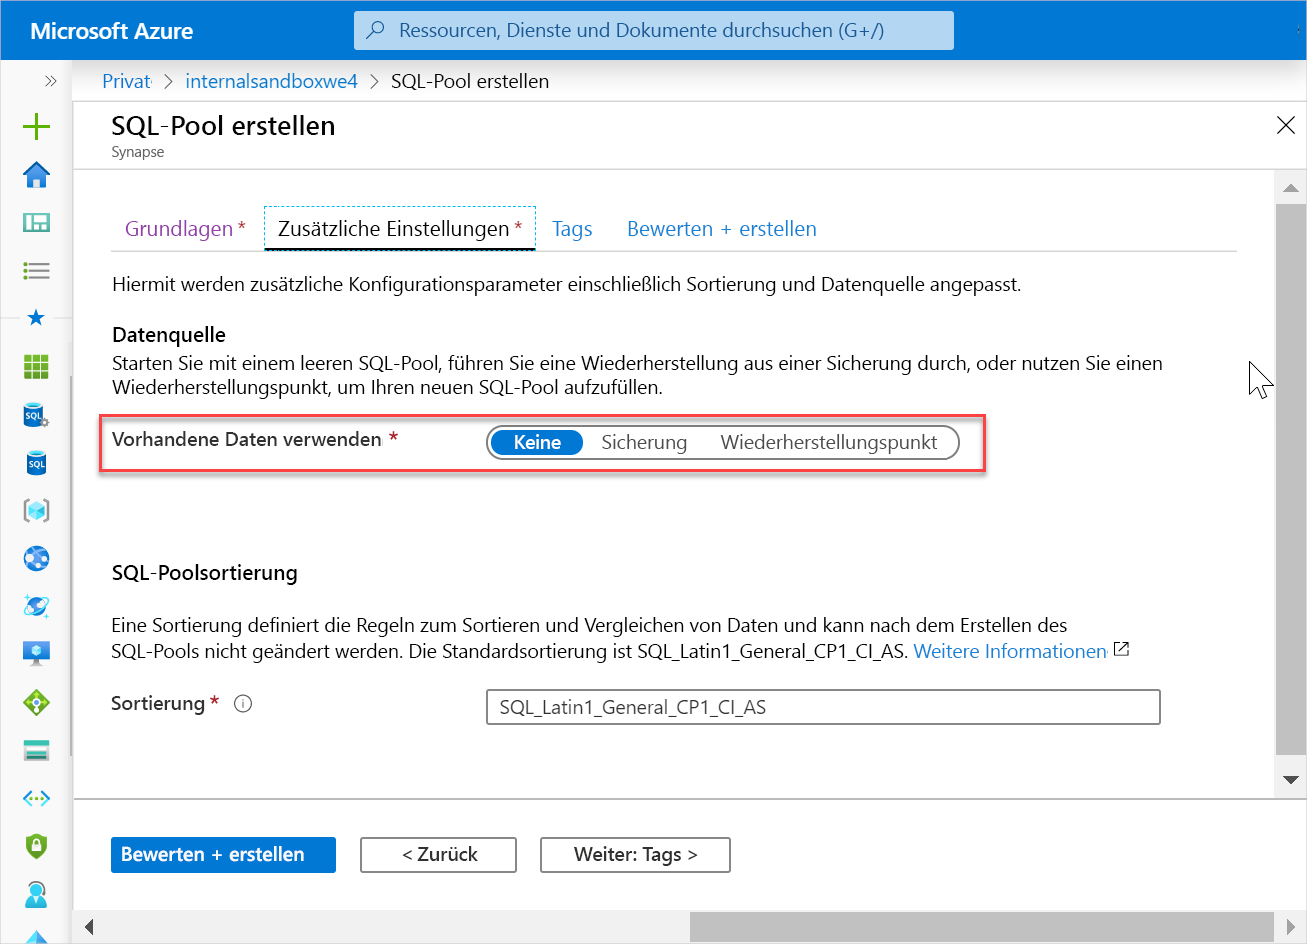 Microsoft Azure
Ressourcen, Dienste und Dokumente durchsuchen (G+/)
Privat > internalsandboxwe4 > SQL-Pool erstellen
SQL-Pool erstellen
Synapse
Grundlagen * Zusätzliche Einstellungen * Tags Bewerten + erstellen
Hiermit werden zusätzliche Konfigurationsparameter einschließlich Sortierung und Datenquelle angepasst.
Datenquelle
Starten Sie mit einem leeren SQL-Pool, führen Sie eine Wiederherstellung aus einer Sicherung durch, oder nutzen Sie einen
Wiederherstellungspunkt, um Ihren neuen SQL-Pool aufzufüllen.
Vorhandene Daten verwenden * Keine Sicherung Wiederherstellungspunkt
SQL-Poolsortierung
Eine Sortierung definiert die Regeln zum Sortieren und Vergleichen von Daten und kann nach dem Erstellen des
SQL-Pools nicht geändert werden. Die Standardsortierung ist SQL_Latin1_General_CP1_CI_AS. Weitere Informationen
Sortierung * SQL_Latin1_General_CP1_CI_AS
Bewerten + erstellen < Zurück Weiter: Tags >
SQL
SQL